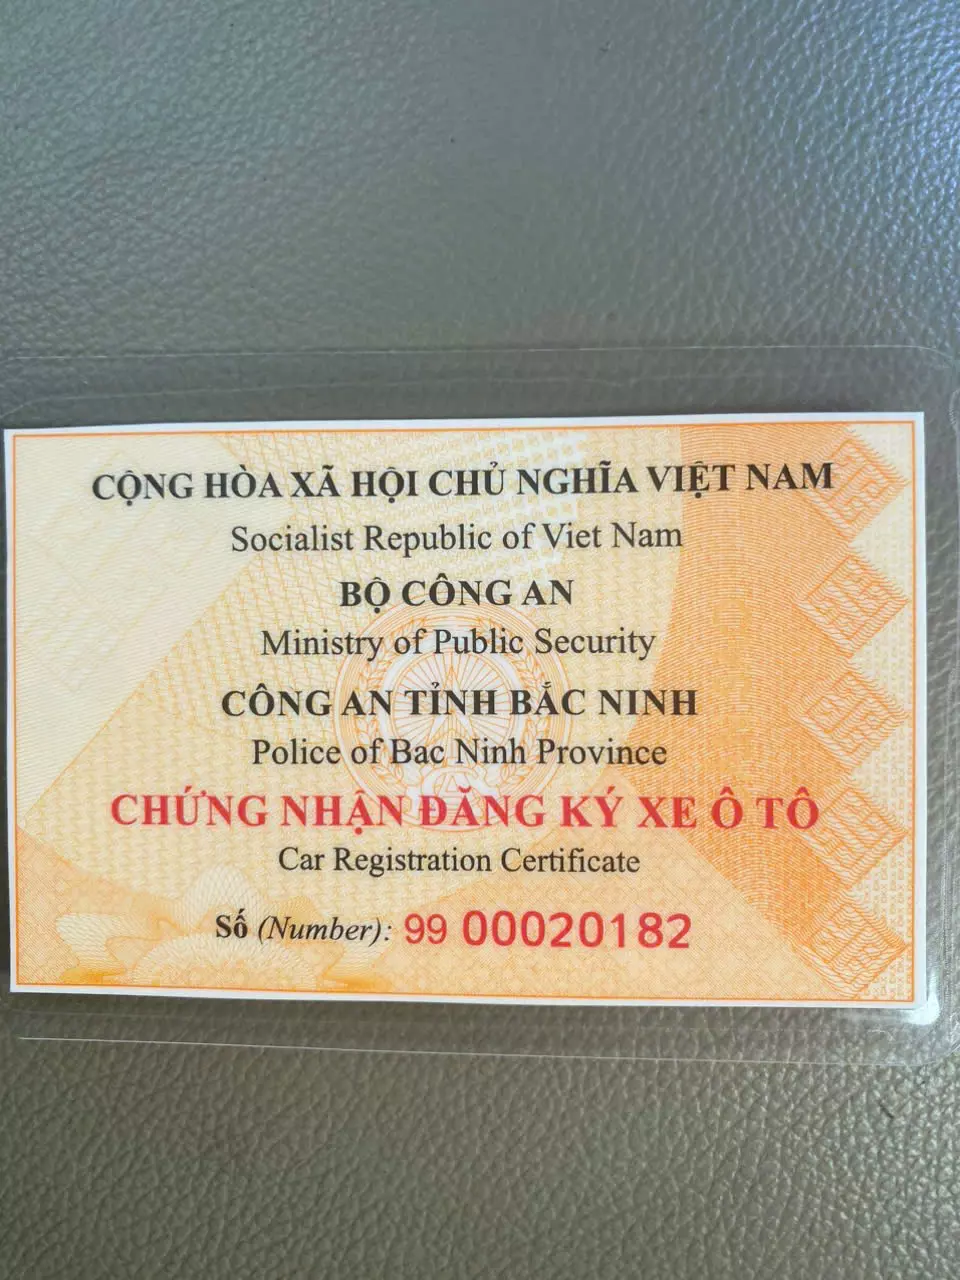 CỘNG HÒA XÃ HỘI CHỦ NGHĨA VIỆT NAM
Socialist Republic of Viet Nam
BỘ CÔNG AN
Ministry of Public Security
CÔNG AN TỈNH BẮC NINH
Police of Bac Ninh Province
CHỨNG NHẬN ĐĂNG KÝ XE Ô TÔ
Car Registration Certificate
Số (Number): 99 00020182